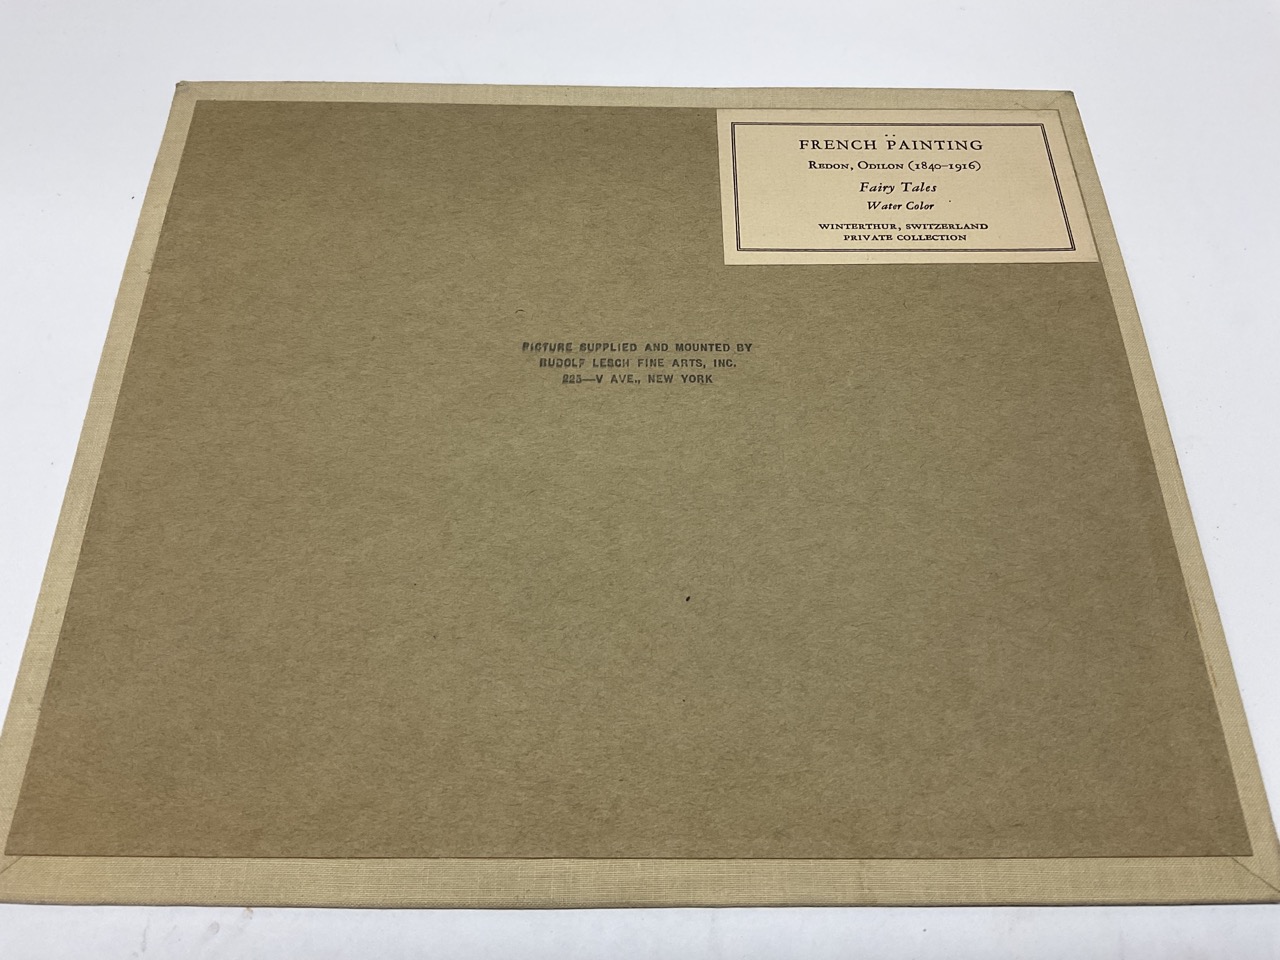 FRENCH PAINTING
REDON, ODILON (1840–1916)
Fairy Tales
Water Color
WINTERTHUR, SWITZERLAND
PRIVATE COLLECTION
PICTURE SUPPLIED AND MOUNTED BY
RUDOLF LESCH FINE ARTS, INC.
225—V AVE., NEW YORK